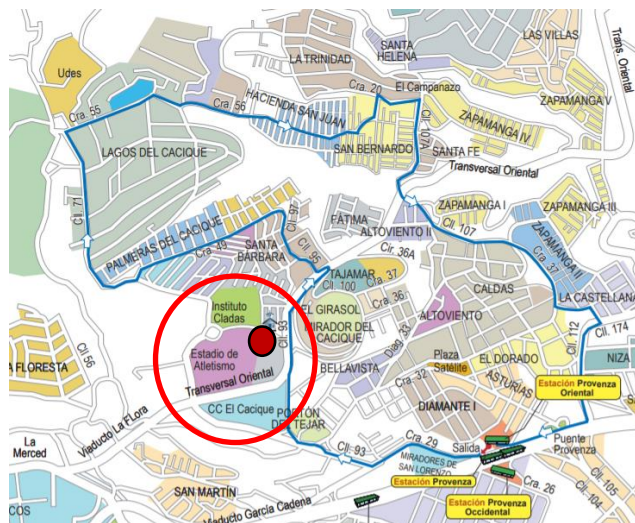 LAS VILLAS
SANTA
HELENA
LA TRINIDAD
Trans. Oriental
Udes
El Campanazo
Cra. 20
Cra. 55
Cra. 56
HACIENDA SAN JUAN
ZAPAMANGA V
ZAPAMANGA IV
Cll. 107A
SANTA FE
SAN BERNARDO
LAGOS DEL CACIQUE
Transversal Oriental
Cll. 71
ZAPAMANGA I
ZAPAMANGA III
FÁTIMA
Cll. 97
PALMERAS DEL CACIQUE
Cra. 49
SANTA
BÁRBARA
Cll. 95
ALTOVIENTO II
Cll. 107
Cir. 36A
ZAPAMANGA II
Cra. 37
TAJAMAR
Cll. 100
Cra. 37
CALDAS
LA CASTELLANA
Instituto
Cladas
EL GIRASOL
Cra. 36
MIRADOR DEL
CACIQUE
ALTOVIENTO
Cll. 93
Cll. 112
Cll. 174
Diag. 33
Estadio de
Atletismo
Transversal Oriental
BELLAVISTA
Plaza
Satélite
EL DORADO
NIZA
LA FLORESTA
Cll 56
Cra. 32
ASTURIAS
Estación Provenza
Oriental
CC El Cacique
DIAMANTE I
PORTÓN
DEL TEJAR
Viaducto La FLora
La
Merced
Cll. 93
Cra. 29
Salida
Puente
Provenza
MIRADORES DE
SAN LORENZO
Estación Provenza
Cra. 26
Cll. 105
Cll. 104
SAN MARTÍN
Estación Provenza
Occidental
Viaducto García Cadena
COS